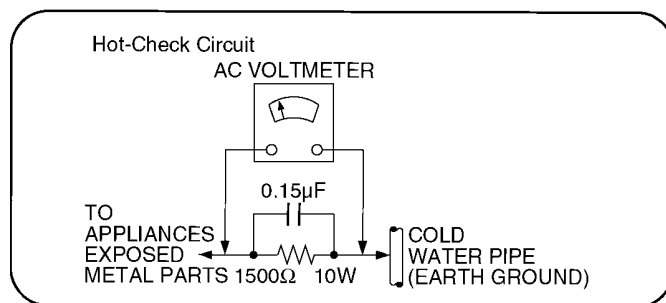 Hot-Check Circuit
AC VOLTMETER
0.15µF
TO
APPLIANCES
EXPOSED
METAL PARTS
1500Ω
10W
COLD
WATER PIPE
(EARTH GROUND)